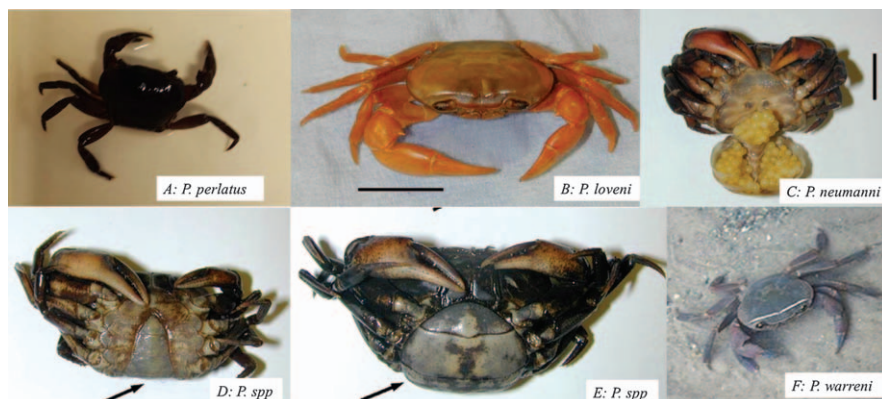 A: P. perlatus
B: P. loveni
C: P. neumanni
D: P. spp
E: P. spp
F: P. warreni